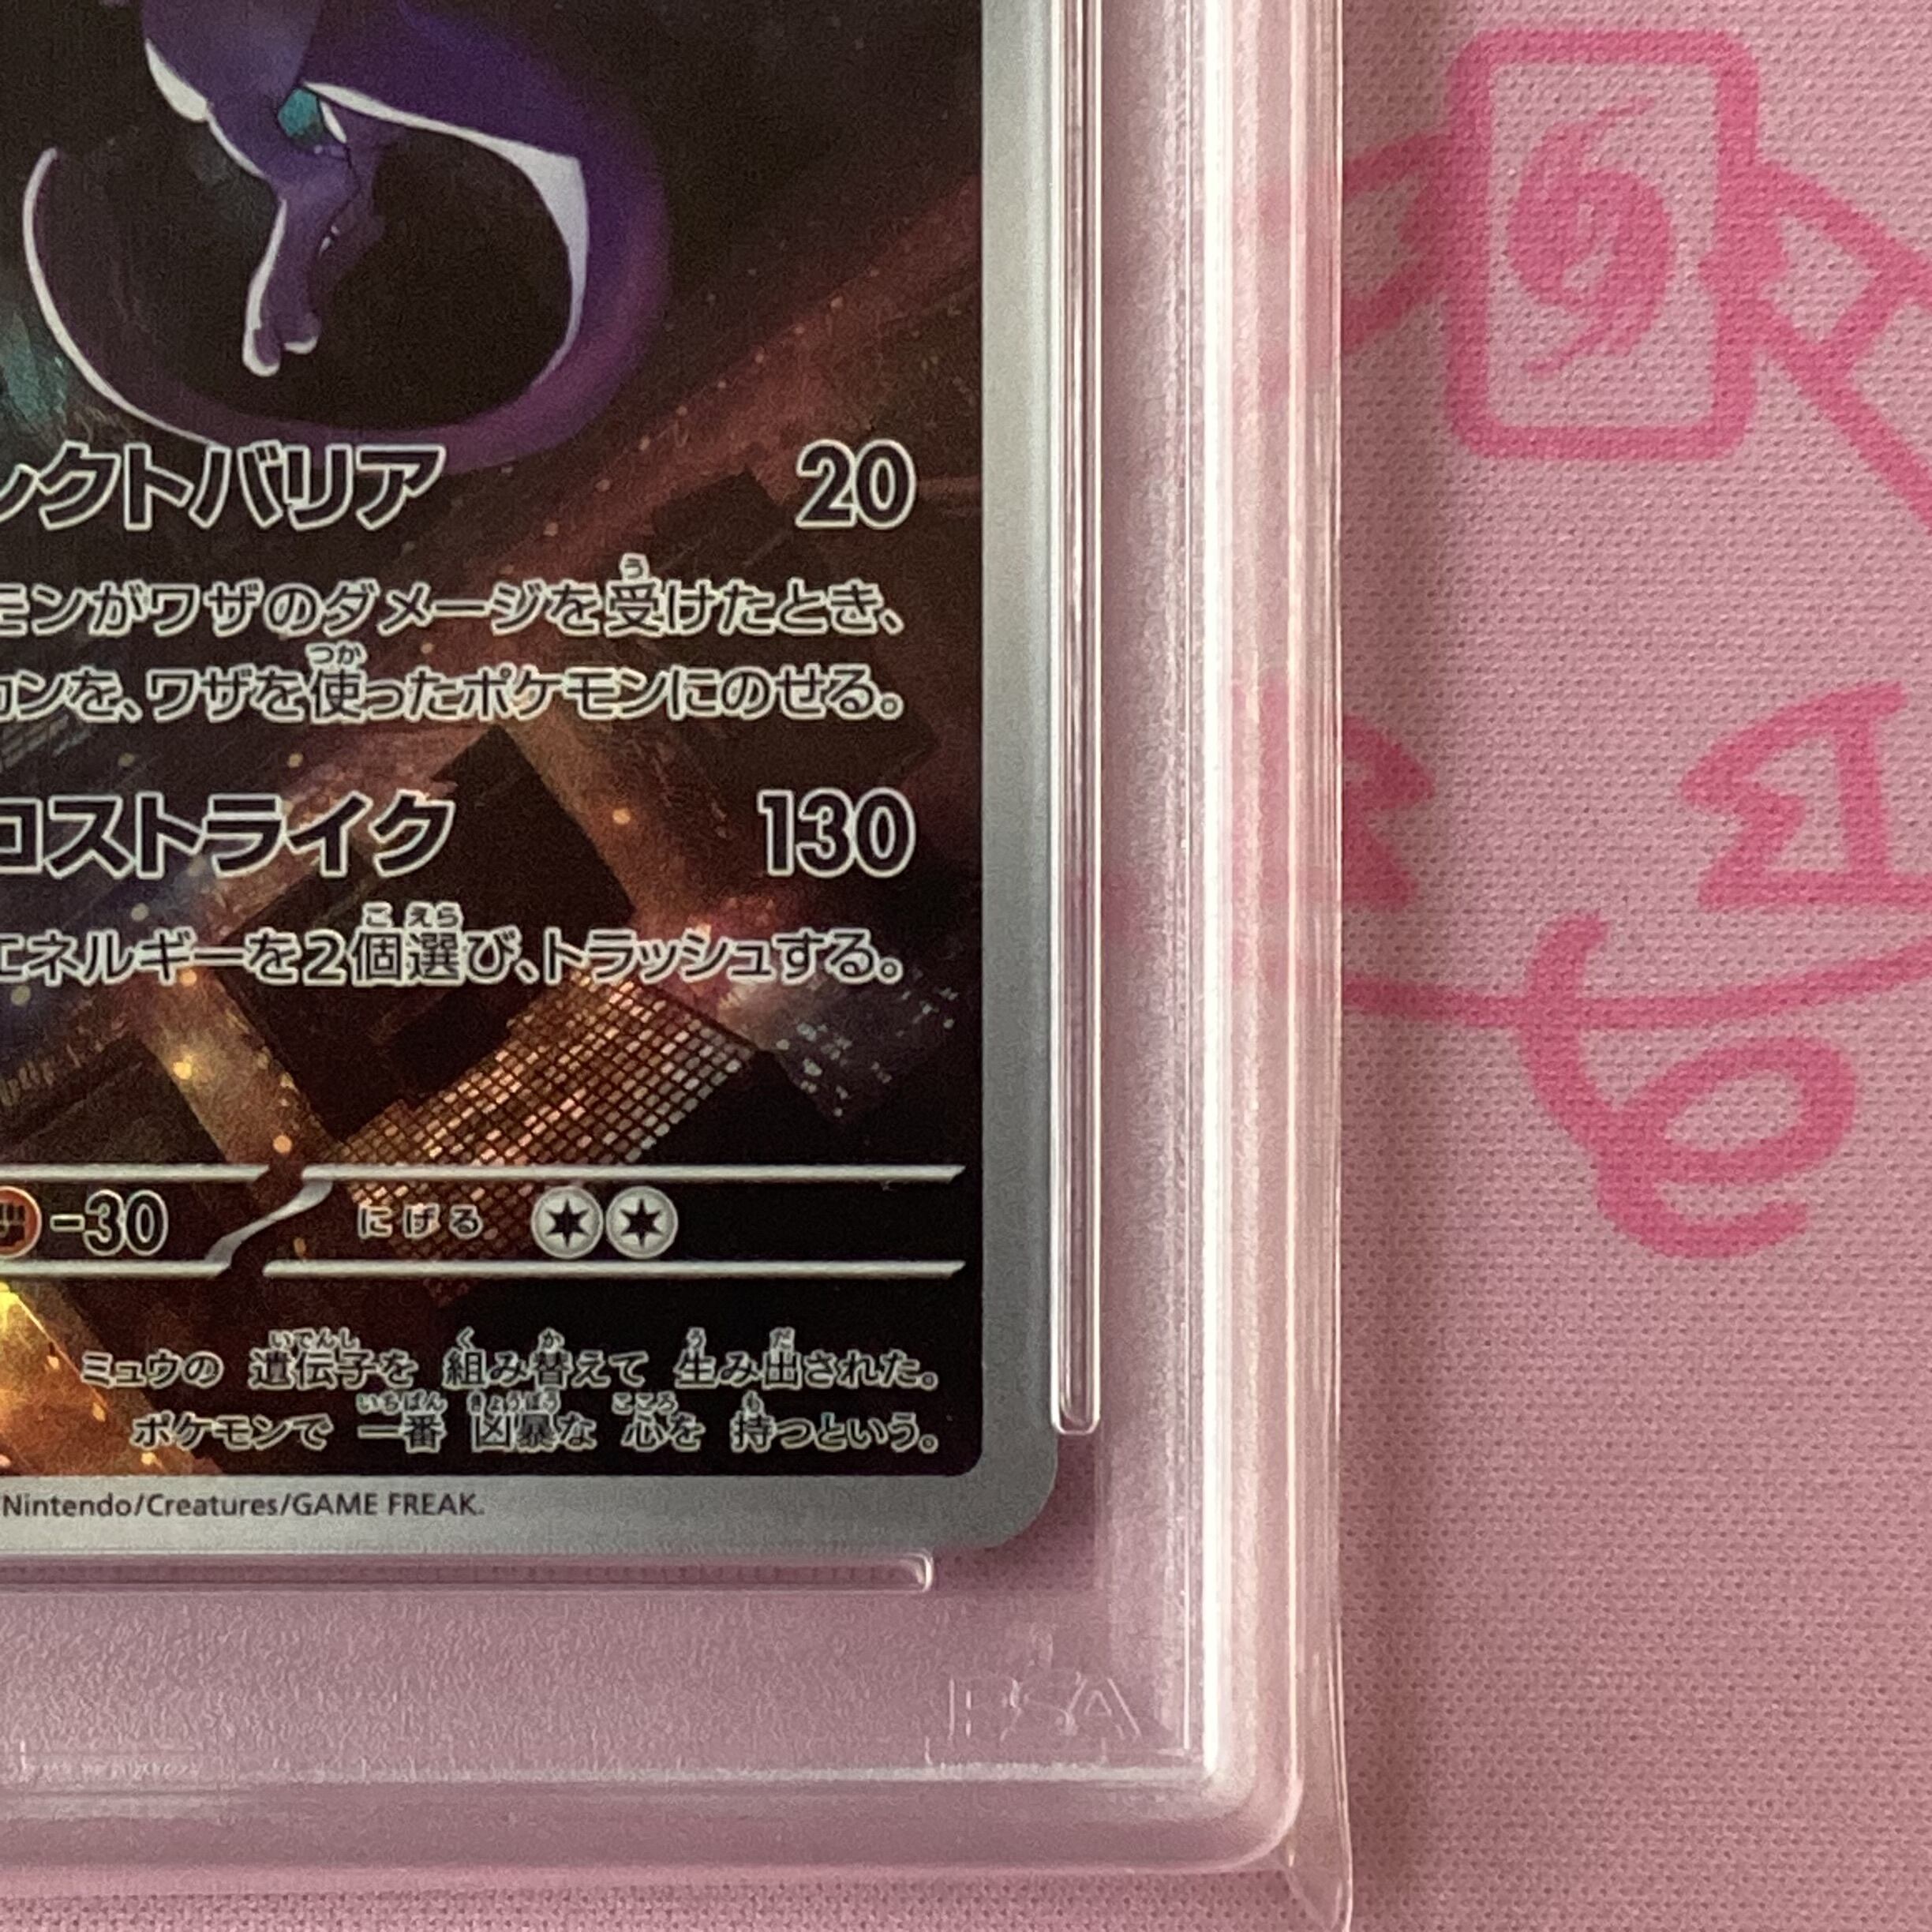 レクトバリア 20
モンがワザのダメージを受けたとき、
カンを、ワザを使ったポケモンにのせる。
コストライク 130
エネルギーを2個選び、トラッシュする。
-30 にげる
ミュウの 遺伝子を 組み替えて 生み出された。
ポケモンで 一番 凶暴な 心を 持つという。
Nintendo/Creatures/GAME FREAK.
PSA